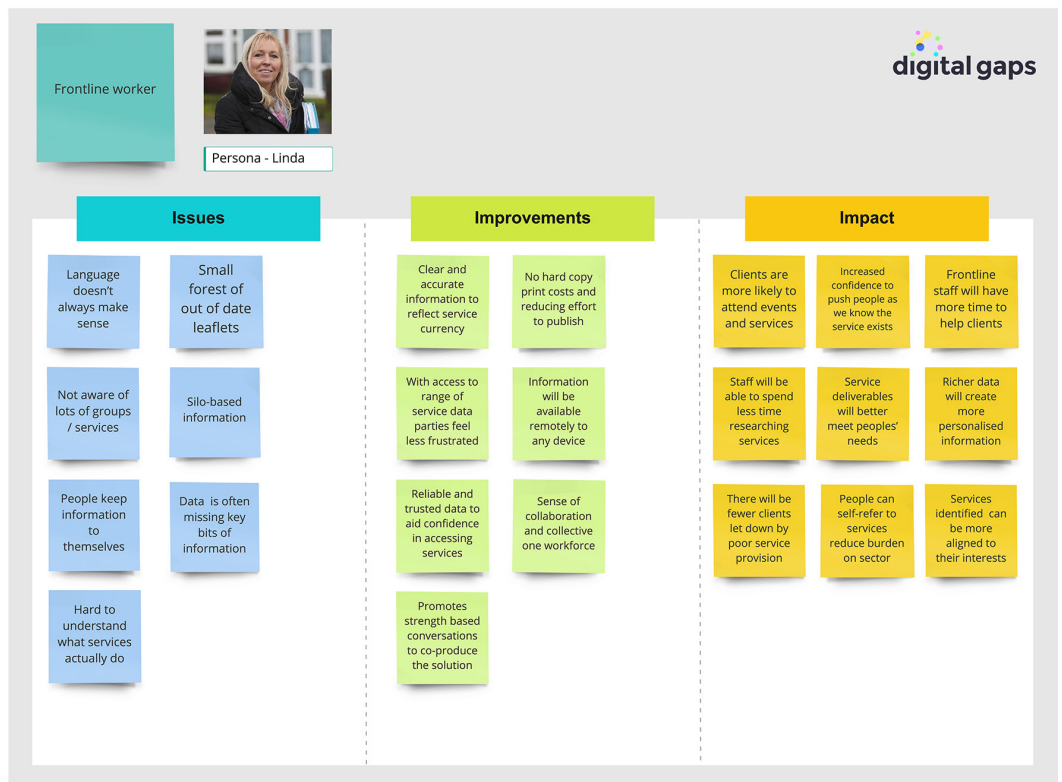 Frontline worker
Persona - Linda
digital gaps
Issues
Language
doesn't
always make
sense
Small
forest of
out of date
leaflets
Not aware of
lots of groups
/ services
Silo-based
information
People keep
information
to
themselves
Data is often
missing key
bits of
information
Hard to
understand
what services
actually do
Improvements
Clear and
accurate
information to
reflect service
currency
No hard copy
print costs and
reducing effort
to publish
With access to
range of
service data
parties feel
less frustrated
Information
will be
available
remotely to
any device
Reliable and
trusted data to
aid confidence
in accessing
services
Sense of
collaboration
and collective
one workforce
Promotes
strength based
conversations
to co-produce
the solution
Impact
Clients are
more likely to
attend events
and services
Increased
confidence to
push people as
we know the
service exists
Frontline
staff will have
more time to
help clients
Staff will be
able to spend
less time
researching
services
Service
deliverables
will better
meet peoples'
needs
Richer data
will create
more
personalised
information
There will be
fewer clients
let down by
poor service
provision
People can
self-refer to
services
reduce burden
on sector
Services
identified can
be more
aligned to
their interests